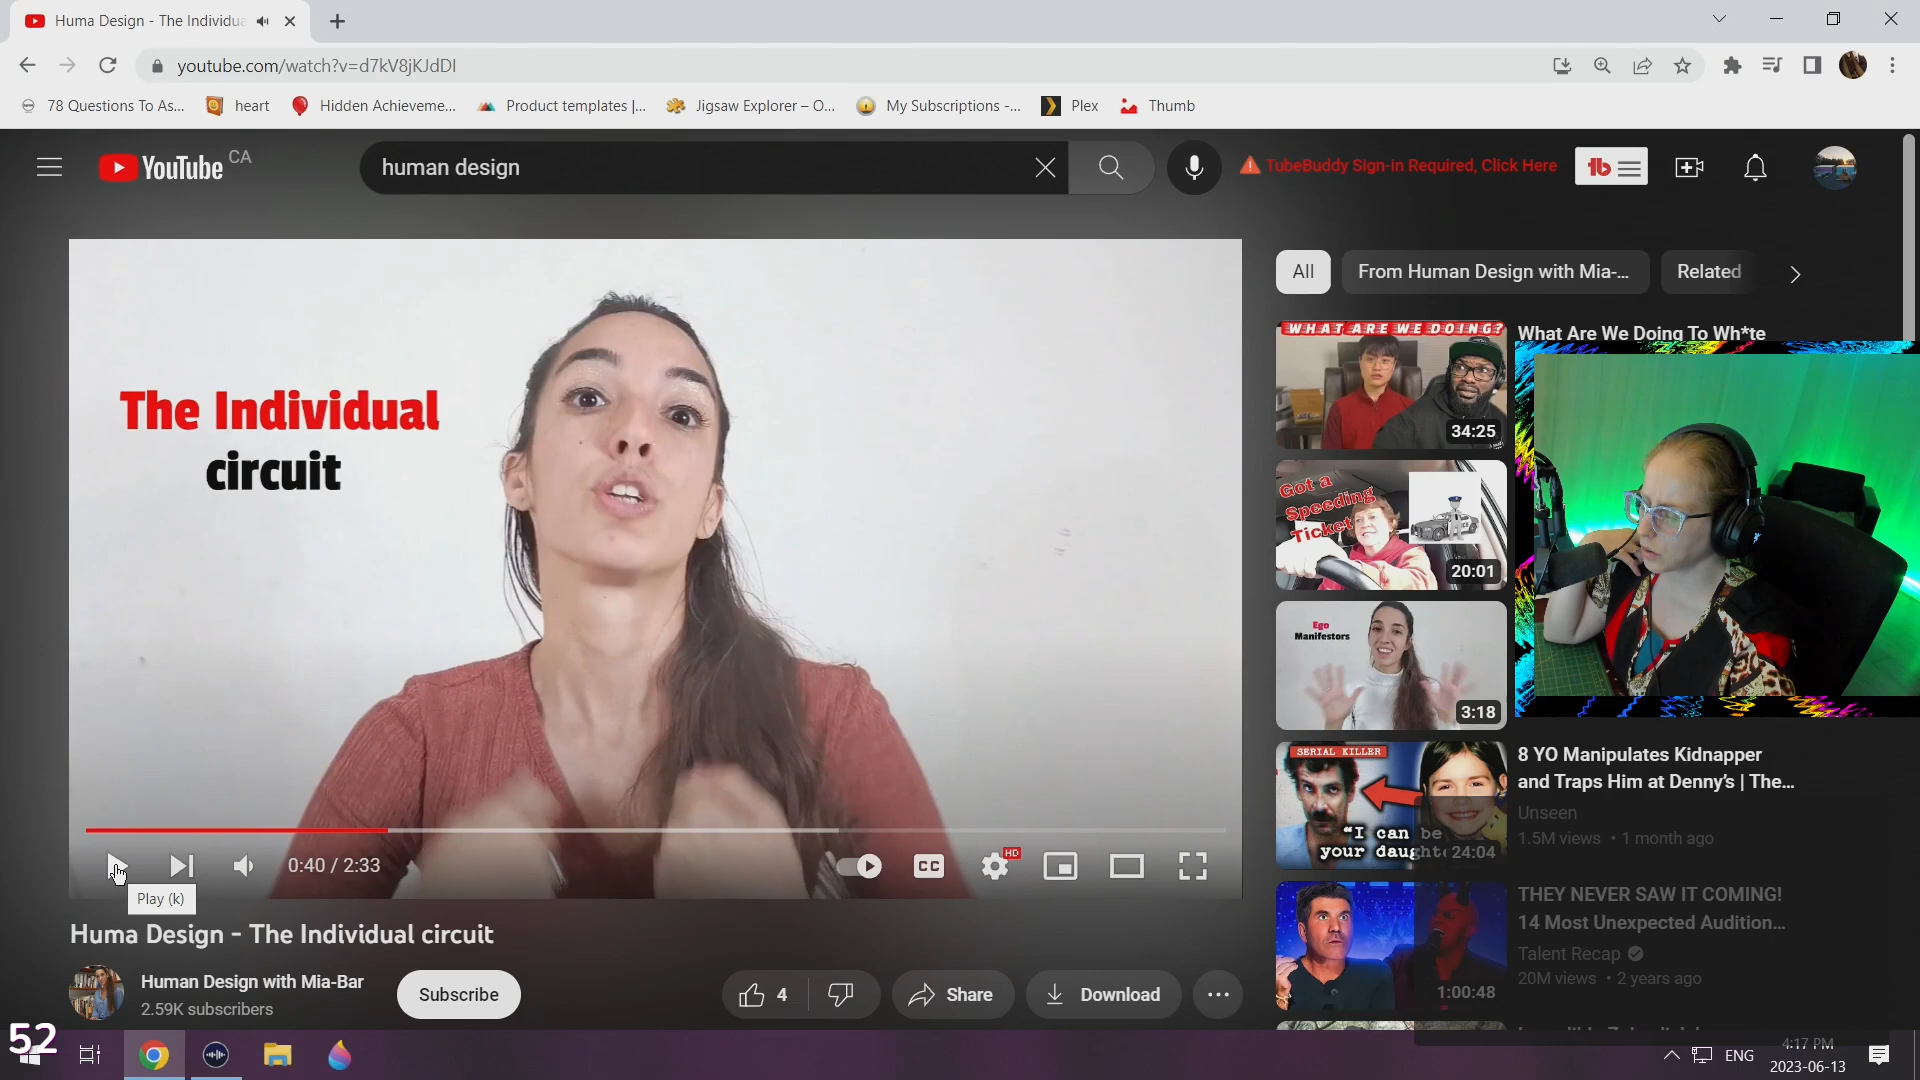 Huma Design - The Individua
youtube.com/watch?v=d7kV8jKJdDI
78 Questions To As...
heart
Hidden Achieveme...
Product templates |...
Jigsaw Explorer – O...
My Subscriptions -...
Plex
Thumb
YouTube CA
human design
TubeBuddy Sign-in Required, Click Here
tb
The Individual
circuit
0:40 / 2:33
CC
HD
Play (k)
Huma Design - The Individual circuit
Human Design with Mia-Bar
2.59K subscribers
Subscribe
4
Share
Download
All
From Human Design with Mia-...
Related
WHAT ARE WE DOING?
34:25
What Are We Doing To Wh*te
Got a
Speeding
Ticket
20:01
Ego
Manifestors
3:18
SERIAL KILLER
"I can be
your daught
24:04
8 YO Manipulates Kidnapper
and Traps Him at Denny's | The...
Unseen
1.5M views • 1 month ago
1:00:48
THEY NEVER SAW IT COMING!
14 Most Unexpected Audition...
Talent Recap
20M views • 2 years ago
52
ENG
4:17 PM
2023-06-13